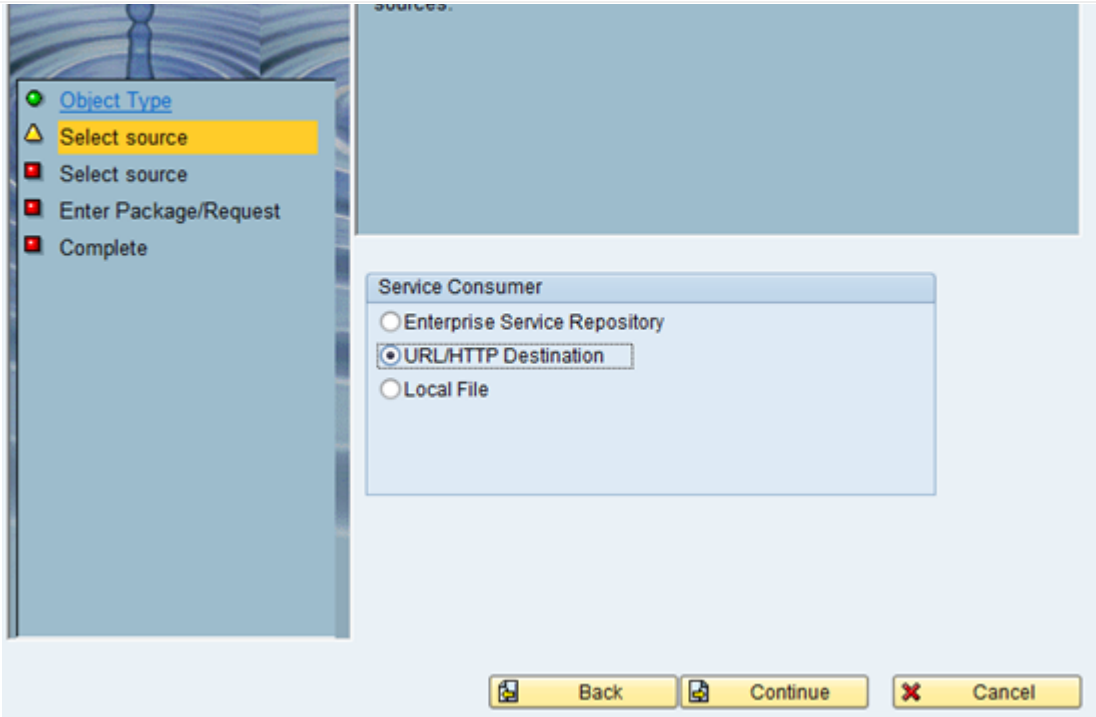 sources.
Object Type
Select source
Select source
Enter Package/Request
Complete
Service Consumer
Enterprise Service Repository
URL/HTTP Destination
Local File
Back
Continue
Cancel